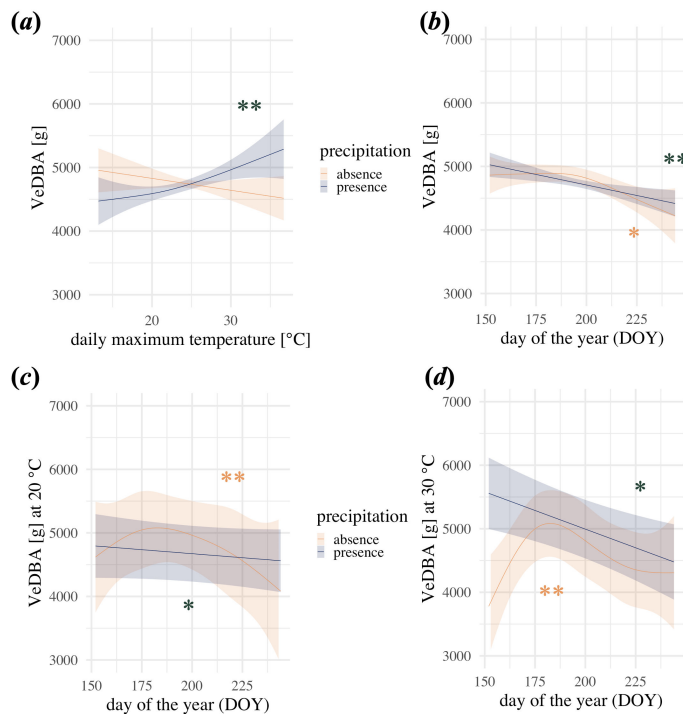 (a)
7000
6000
5000
4000
3000
VeDBA [g]
20
30
daily maximum temperature [°C]
**
precipitation
absence
presence
(b)
7000
6000
5000
4000
3000
VeDBA [g]
150
175
200
225
day of the year (DOY)
**
*
(c)
7000
6000
5000
4000
3000
VeDBA [g] at 20 °C
150
175
200
225
day of the year (DOY)
**
*
precipitation
absence
presence
(d)
7000
6000
5000
4000
3000
VeDBA [g] at 30 °C
150
175
200
225
day of the year (DOY)
*
**